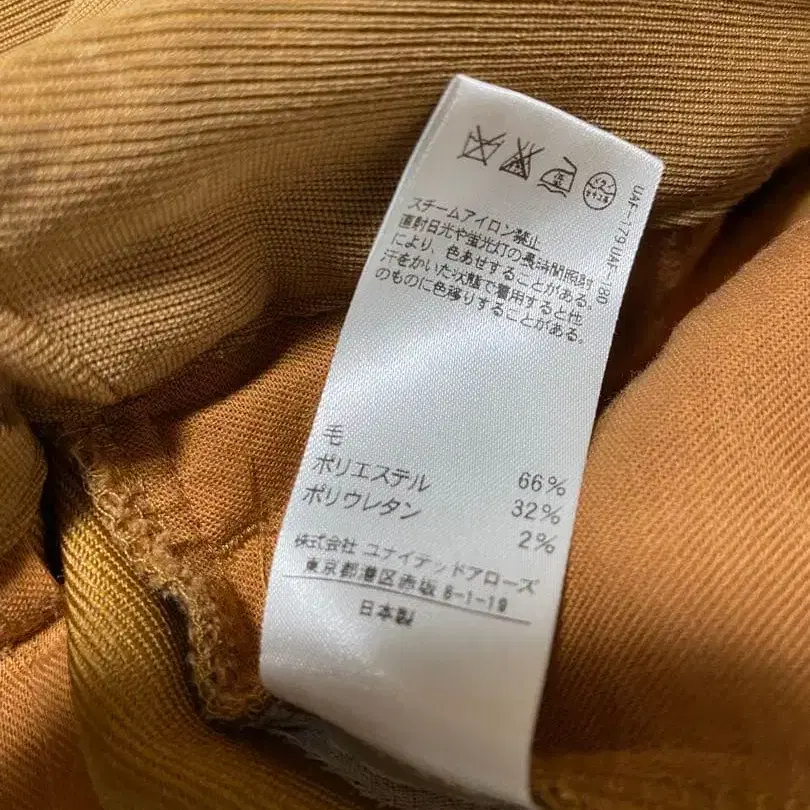 スチームアイロン禁止
直射日光や蛍光灯の長時間照射
により、色あせすることがある。
汗をかいた状態で着用すると他
のものに色移りすることがある。
UAF-179 UAF-180
毛 66%
ポリエステル 32%
ポリウレタン 2%
株式会社 ユナイテッドアローズ
東京都港区赤坂 8-1-19
日本製